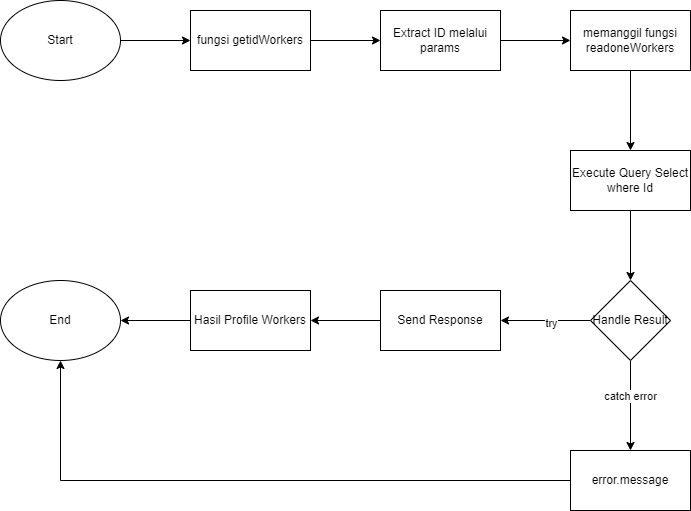 Start
fungsi getidWorkers
Extract ID melalui
params
memanggil fungsi
readoneWorkers
Execute Query Select
where Id
End
Hasil Profile Workers
Send Response
try
Handle Result
catch error
error.message